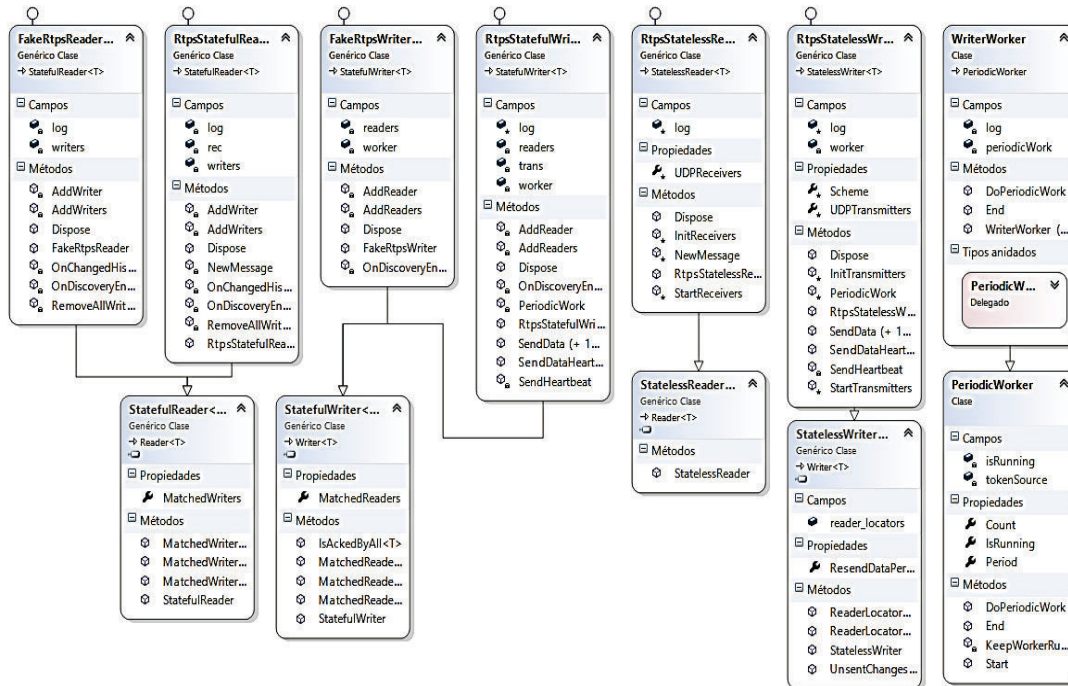 FakeRtpsReader...
Genérico Clase
→ StatefulReader<T>
Campos
log
writers
Métodos
AddWriter
AddWriters
Dispose
FakeRtpsReader
OnChangedHis...
OnDiscoveryEn...
RemoveAllWrit...
RtpsStatefulRea...
Genérico Clase
→ StatefulReader<T>
Campos
log
rec
writers
Métodos
AddWriter
AddWriters
Dispose
NewMessage
OnChangedHis...
OnDiscoveryEn...
RemoveAllWrit...
RtpsStatefulRea...
FakeRtpsWriter...
Genérico Clase
→ StatefulWriter<T>
Campos
readers
worker
Métodos
AddReader
AddReaders
Dispose
FakeRtpsWriter
OnDiscoveryEn...
RtpsStatefulWri...
Genérico Clase
→ StatefulWriter<T>
Campos
log
readers
trans
worker
Métodos
AddReader
AddReaders
Dispose
OnDiscoveryEn...
PeriodicWork
RtpsStatefulWri...
SendData (+ 1...
SendDataHeart...
SendHeartbeat
RtpsStatelessRe...
Genérico Clase
→ StatelessReader<T>
Campos
log
Propiedades
UDPReceivers
Métodos
Dispose
InitReceivers
NewMessage
RtpsStatelessRe...
StartReceivers
RtpsStatelessWr...
Genérico Clase
→ StatelessWriter<T>
Campos
log
worker
Propiedades
Scheme
UDPTransmitters
Métodos
Dispose
InitTransmitters
PeriodicWork
RtpsStatelessW...
SendData (+ 1...
SendDataHeart...
SendHeartbeat
StartTransmitters
WriterWorker
Clase
→ PeriodicWorker
Campos
log
periodicWork
Métodos
DoPeriodicWork
End
WriterWorker (...
Tipos anidados
PeriodicW...
Delegado
StatefulReader<...
Genérico Clase
→ Reader<T>
Propiedades
MatchedWriters
Métodos
MatchedWriter...
MatchedWriter...
MatchedWriter...
StatefulReader
StatefulWriter<...
Genérico Clase
→ Writer<T>
Propiedades
MatchedReaders
Métodos
IsAckedByAll<T>
MatchedReade...
MatchedReade...
MatchedReade...
StatefulWriter
StatelessReader...
Genérico Clase
→ Reader<T>
Métodos
StatelessReader
StatelessWriter...
Genérico Clase
→ Writer<T>
Campos
reader_locators
Propiedades
ResendDataPer...
Métodos
ReaderLocator...
ReaderLocator...
StatelessWriter
UnsentChanges...
PeriodicWorker
Clase
Campos
isRunning
tokenSource
Propiedades
Count
IsRunning
Period
Métodos
DoPeriodicWork
End
KeepWorkerRu...
Start